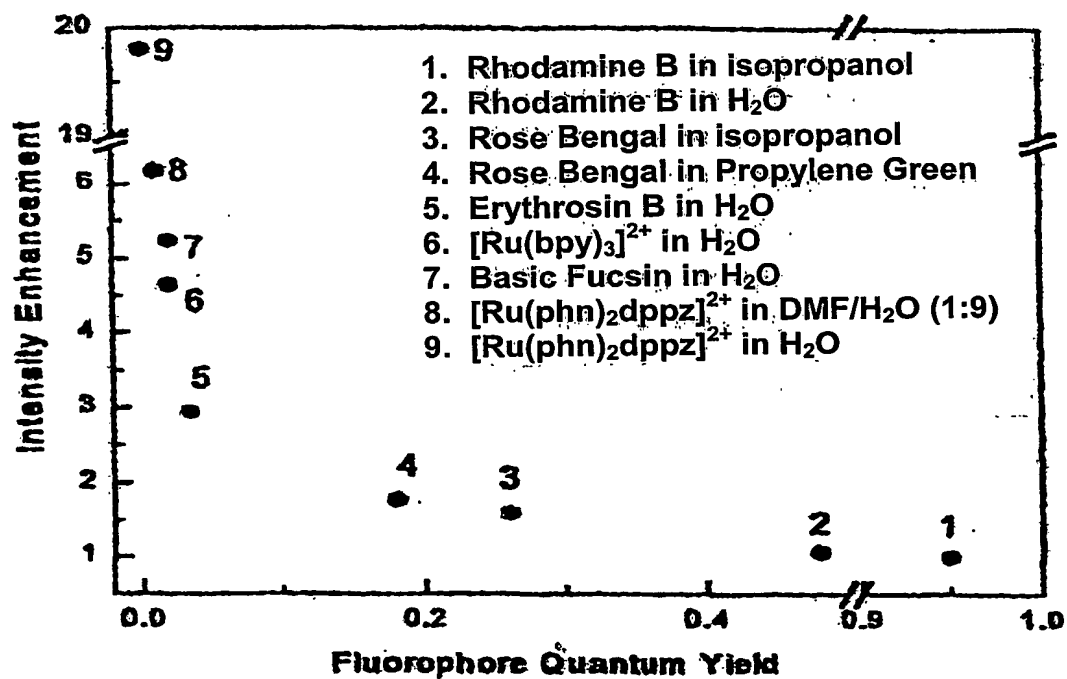 20
19
6
5
4
3
2
1
Intensity Enhancement
9
8
7
6
5
4
3
2
1
1. Rhodamine B in isopropanol
2. Rhodamine B in H₂O
3. Rose Bengal in isopropanol
4. Rose Bengal in Propylene Green
5. Erythrosin B in H₂O
6. [Ru(bpy)₃]²⁺ in H₂O
7. Basic Fucsin in H₂O
8. [Ru(phn)₂dppz]²⁺ in DMF/H₂O (1:9)
9. [Ru(phn)₂dppz]²⁺ in H₂O
0.0 0.2 0.4 0.9 1.0
Fluorophore Quantum Yield